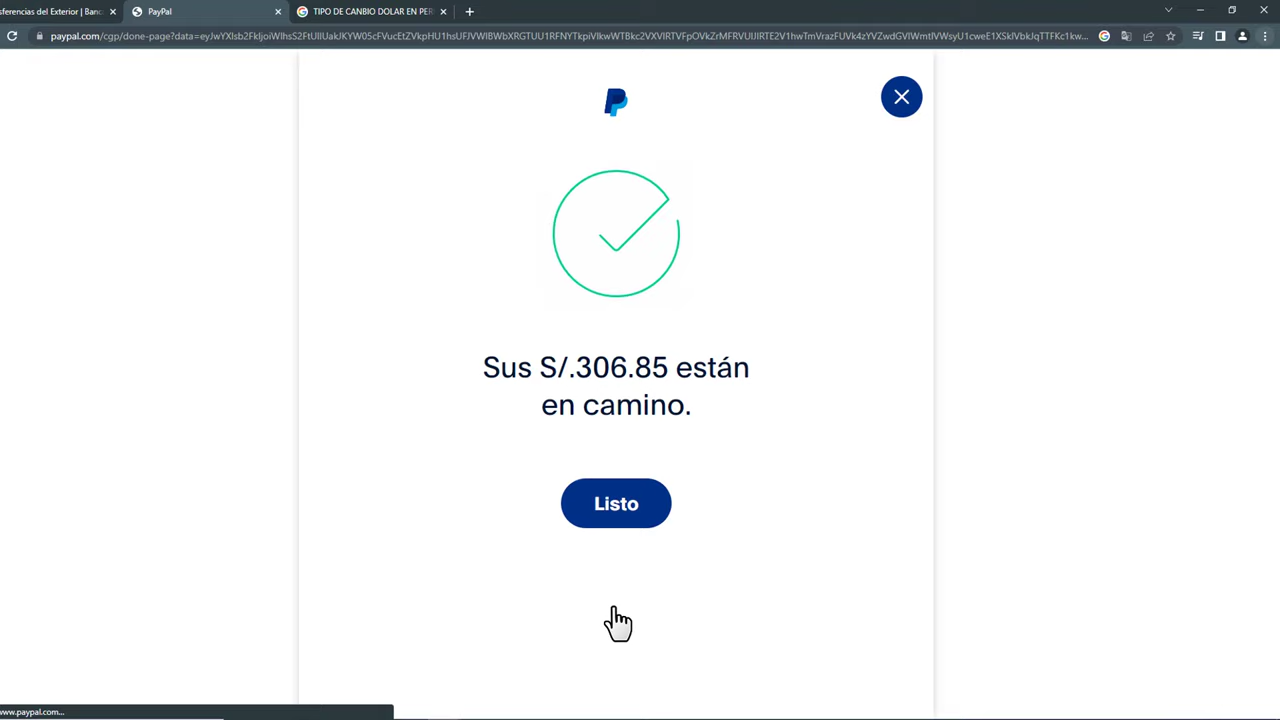 ferencias del Exterior | Banc
PayPal
TIPO DE CANBIO DOLAR EN PER
paypal.com/cgp/done-page?data=
Sus S/.306.85 están
en camino.
Listo
www.paypal.com...